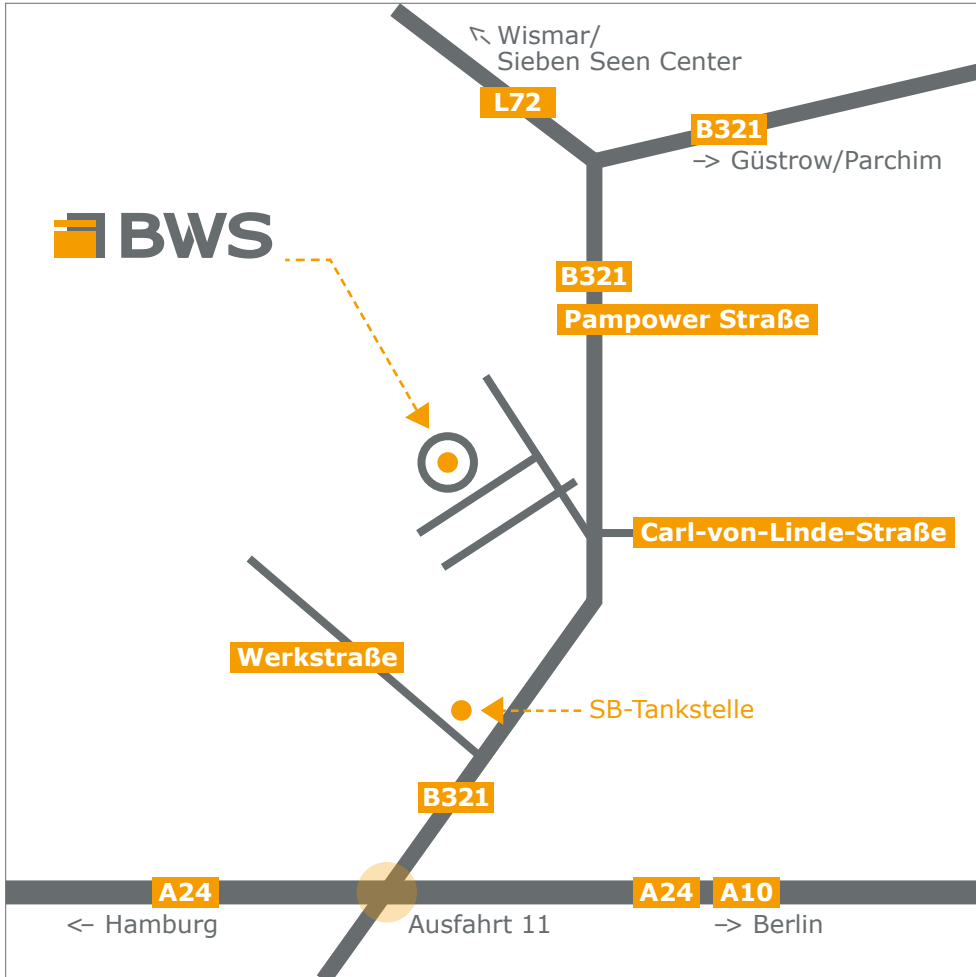 Wismar/
Sieben Seen Center
L72
B321
-> Güstrow/Parchim
BWS
B321
Pampower Straße
Carl-von-Linde-Straße
Werkstraße
SB-Tankstelle
B321
A24
A24
A10
<- Hamburg
Ausfahrt 11
-> Berlin